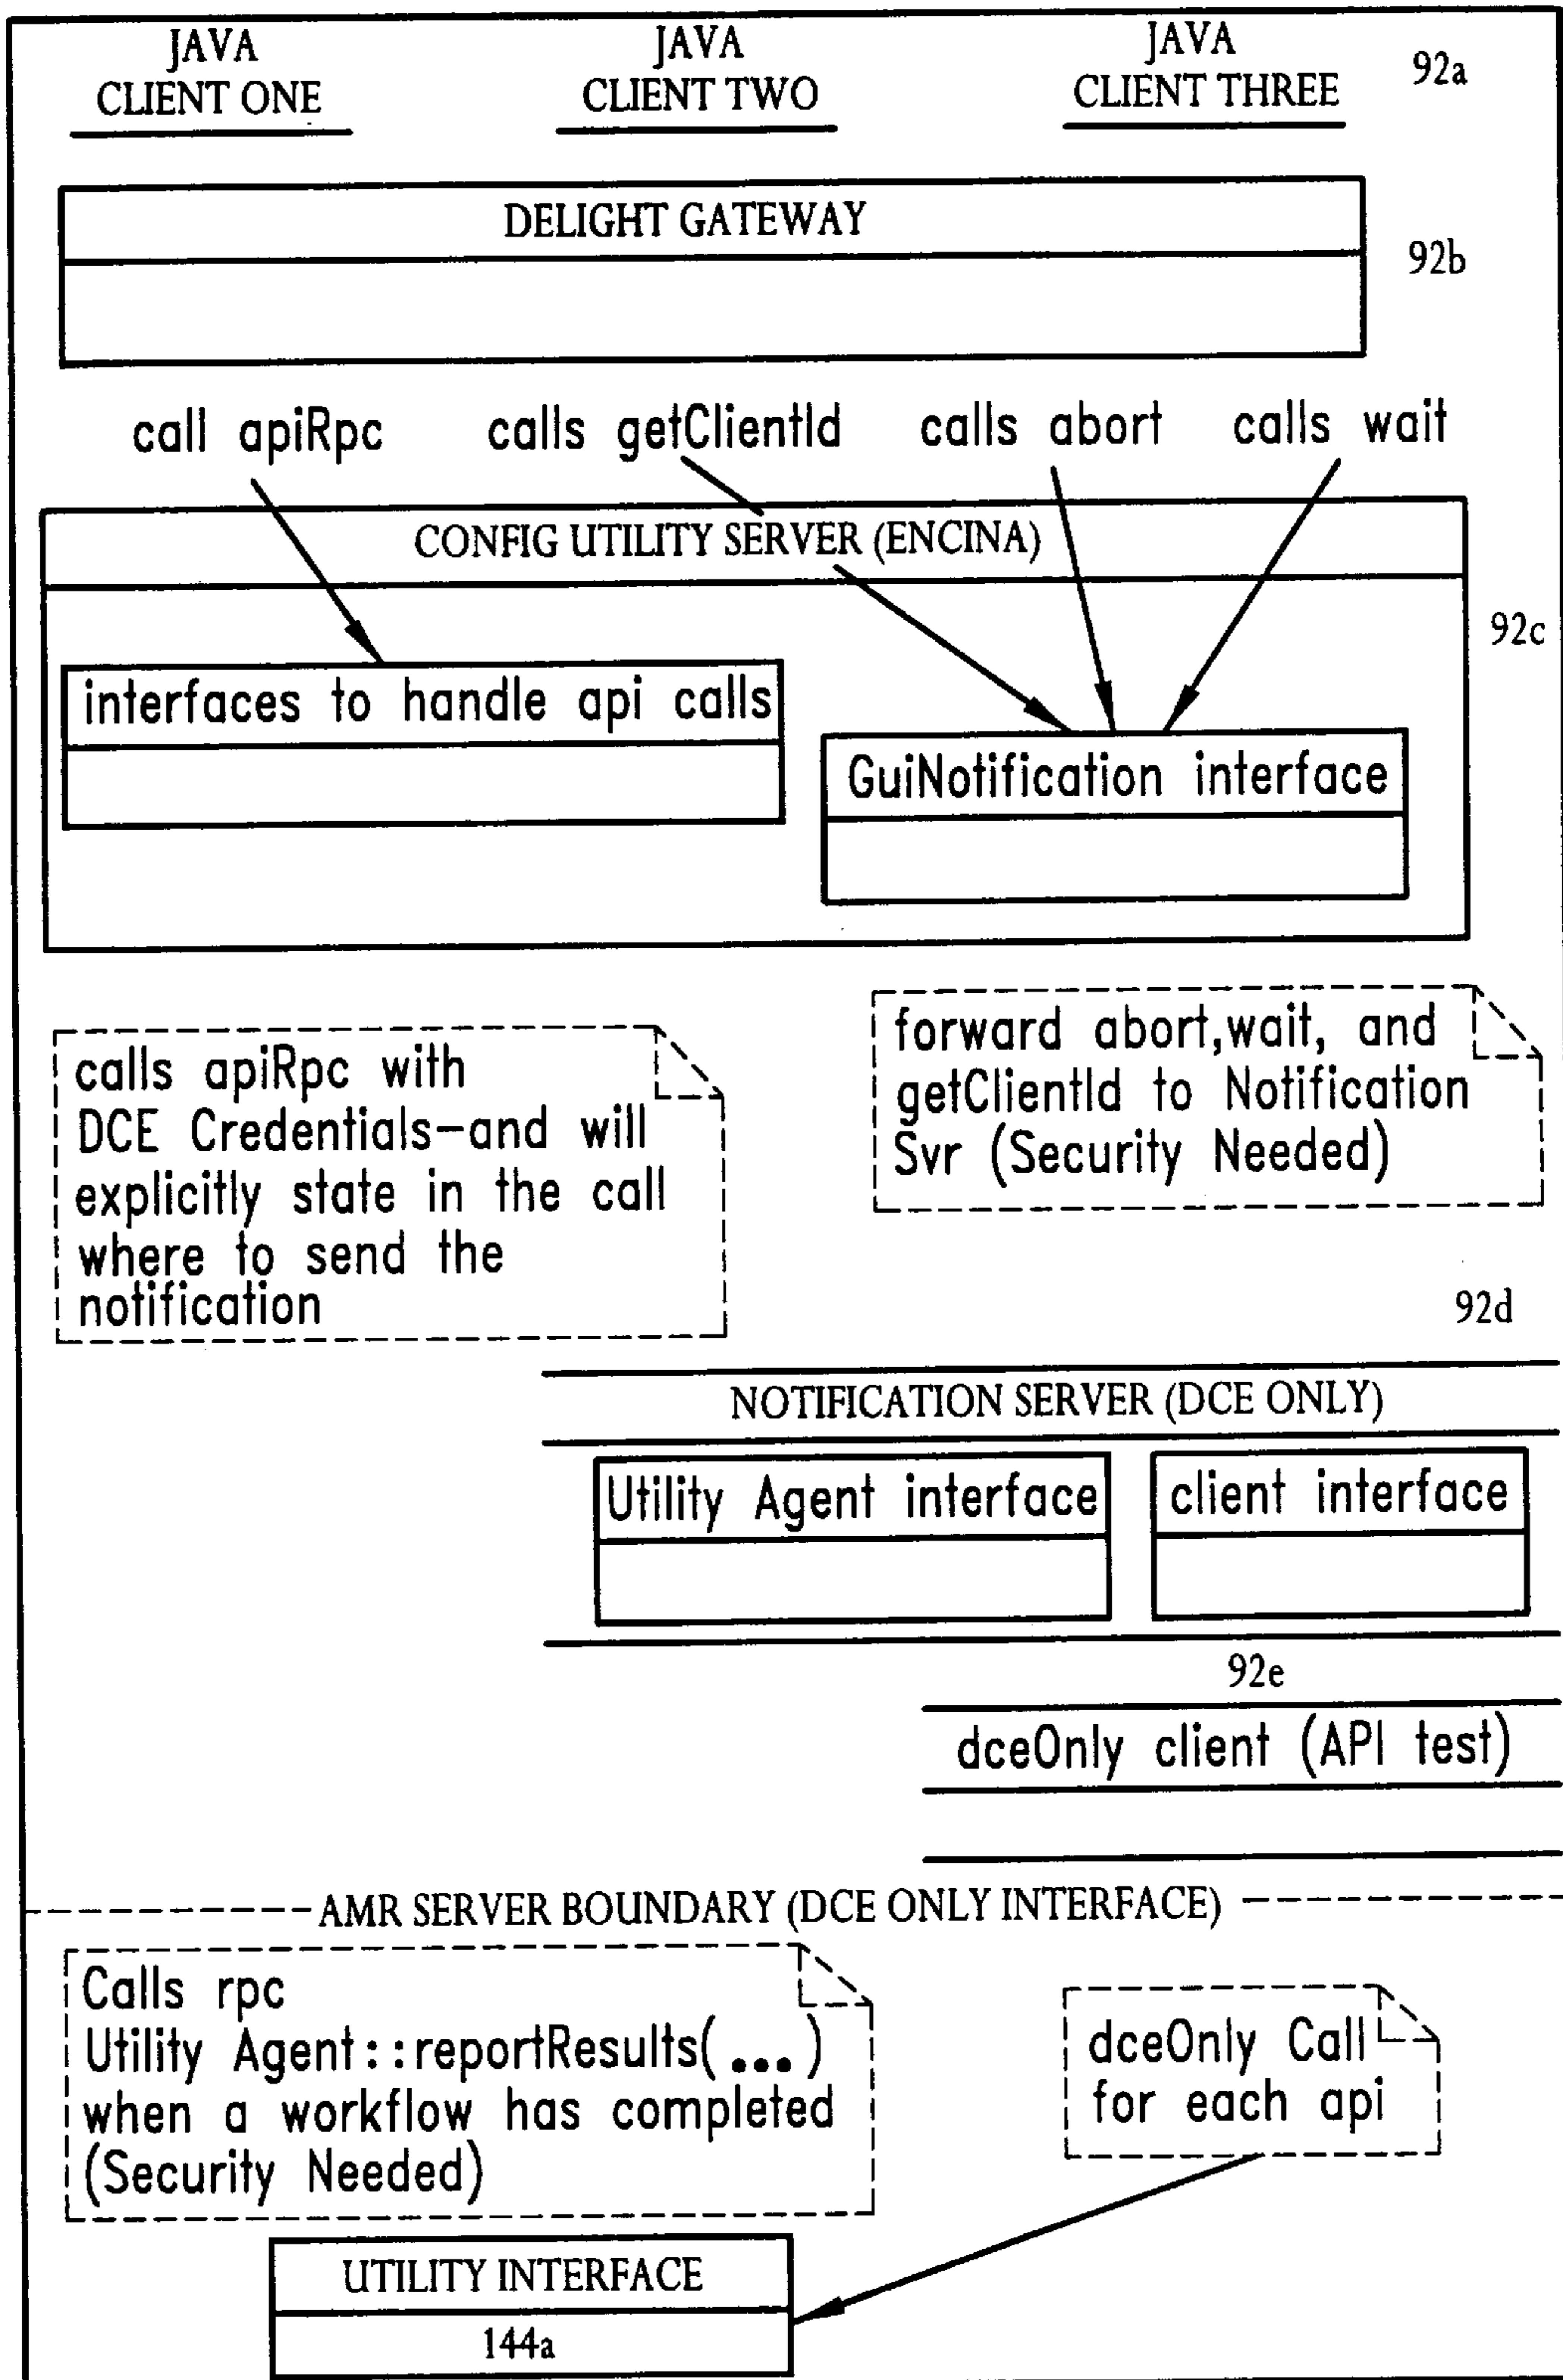 JAVA
CLIENT ONE
JAVA
CLIENT TWO
JAVA
CLIENT THREE
92a
DELIGHT GATEWAY
92b
call apiRpc
calls getClientId
calls abort
calls wait
CONFIG UTILITY SERVER (ENCINA)
92c
interfaces to handle api calls
GuiNotification interface
calls apiRpc with
DCE Credentials-and will
explicitly state in the call
where to send the
notification
forward abort,wait, and
getClientId to Notification
Svr (Security Needed)
92d
NOTIFICATION SERVER (DCE ONLY)
Utility Agent interface
client interface
92e
dceOnly client (API test)
AMR SERVER BOUNDARY (DCE ONLY INTERFACE)
Calls rpc
Utility Agent::reportResults(...)
when a workflow has completed
(Security Needed)
dceOnly Call
for each api
UTILITY INTERFACE
144a